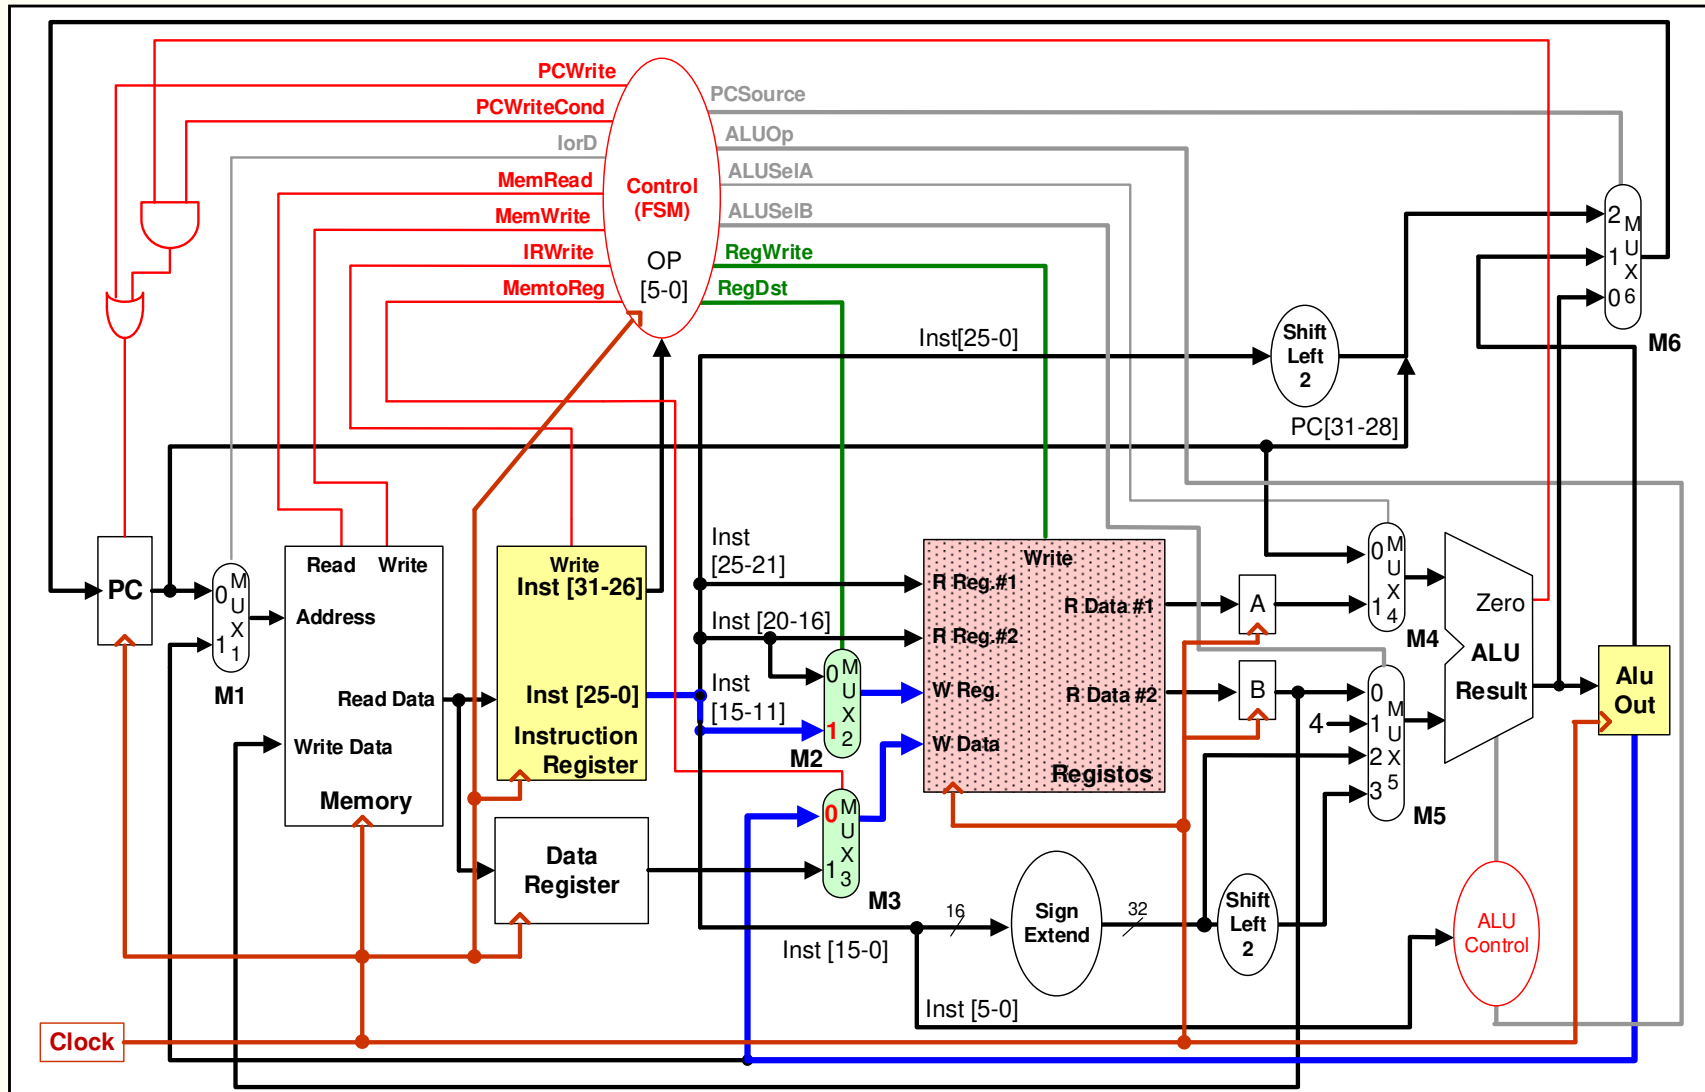 PCWrite
PCWriteCond
IorD
MemRead
MemWrite
IRWrite
MemtoReg
Control
(FSM)
OP
[5-0]
PCSource
ALUOp
ALUSelA
ALUSelB
RegWrite
RegDst
2
1
0
M
U
X
6
M6
Inst[25-0]
Shift
Left
2
PC[31-28]
PC
0
1
M
U
X
1
M1
Read Write
Address
Read Data
Write Data
Memory
Write
Inst [31-26]
Inst [25-0]
Instruction
Register
Data
Register
Inst
[25-21]
Inst [20-16]
Inst
[15-11]
0
1
M
U
X
2
M2
0
1
M
U
X
3
M3
Write
R Reg.#1
R Reg.#2
W Reg.
W Data
R Data #1
R Data #2
Registos
A
B
4
0
1
M
U
X
4
M4
0
1
2
3
M
U
X
5
M5
Zero
ALU
Result
Alu
Out
Inst [15-0]
16
Sign
Extend
32
Shift
Left
2
ALU
Control
Inst [5-0]
Clock